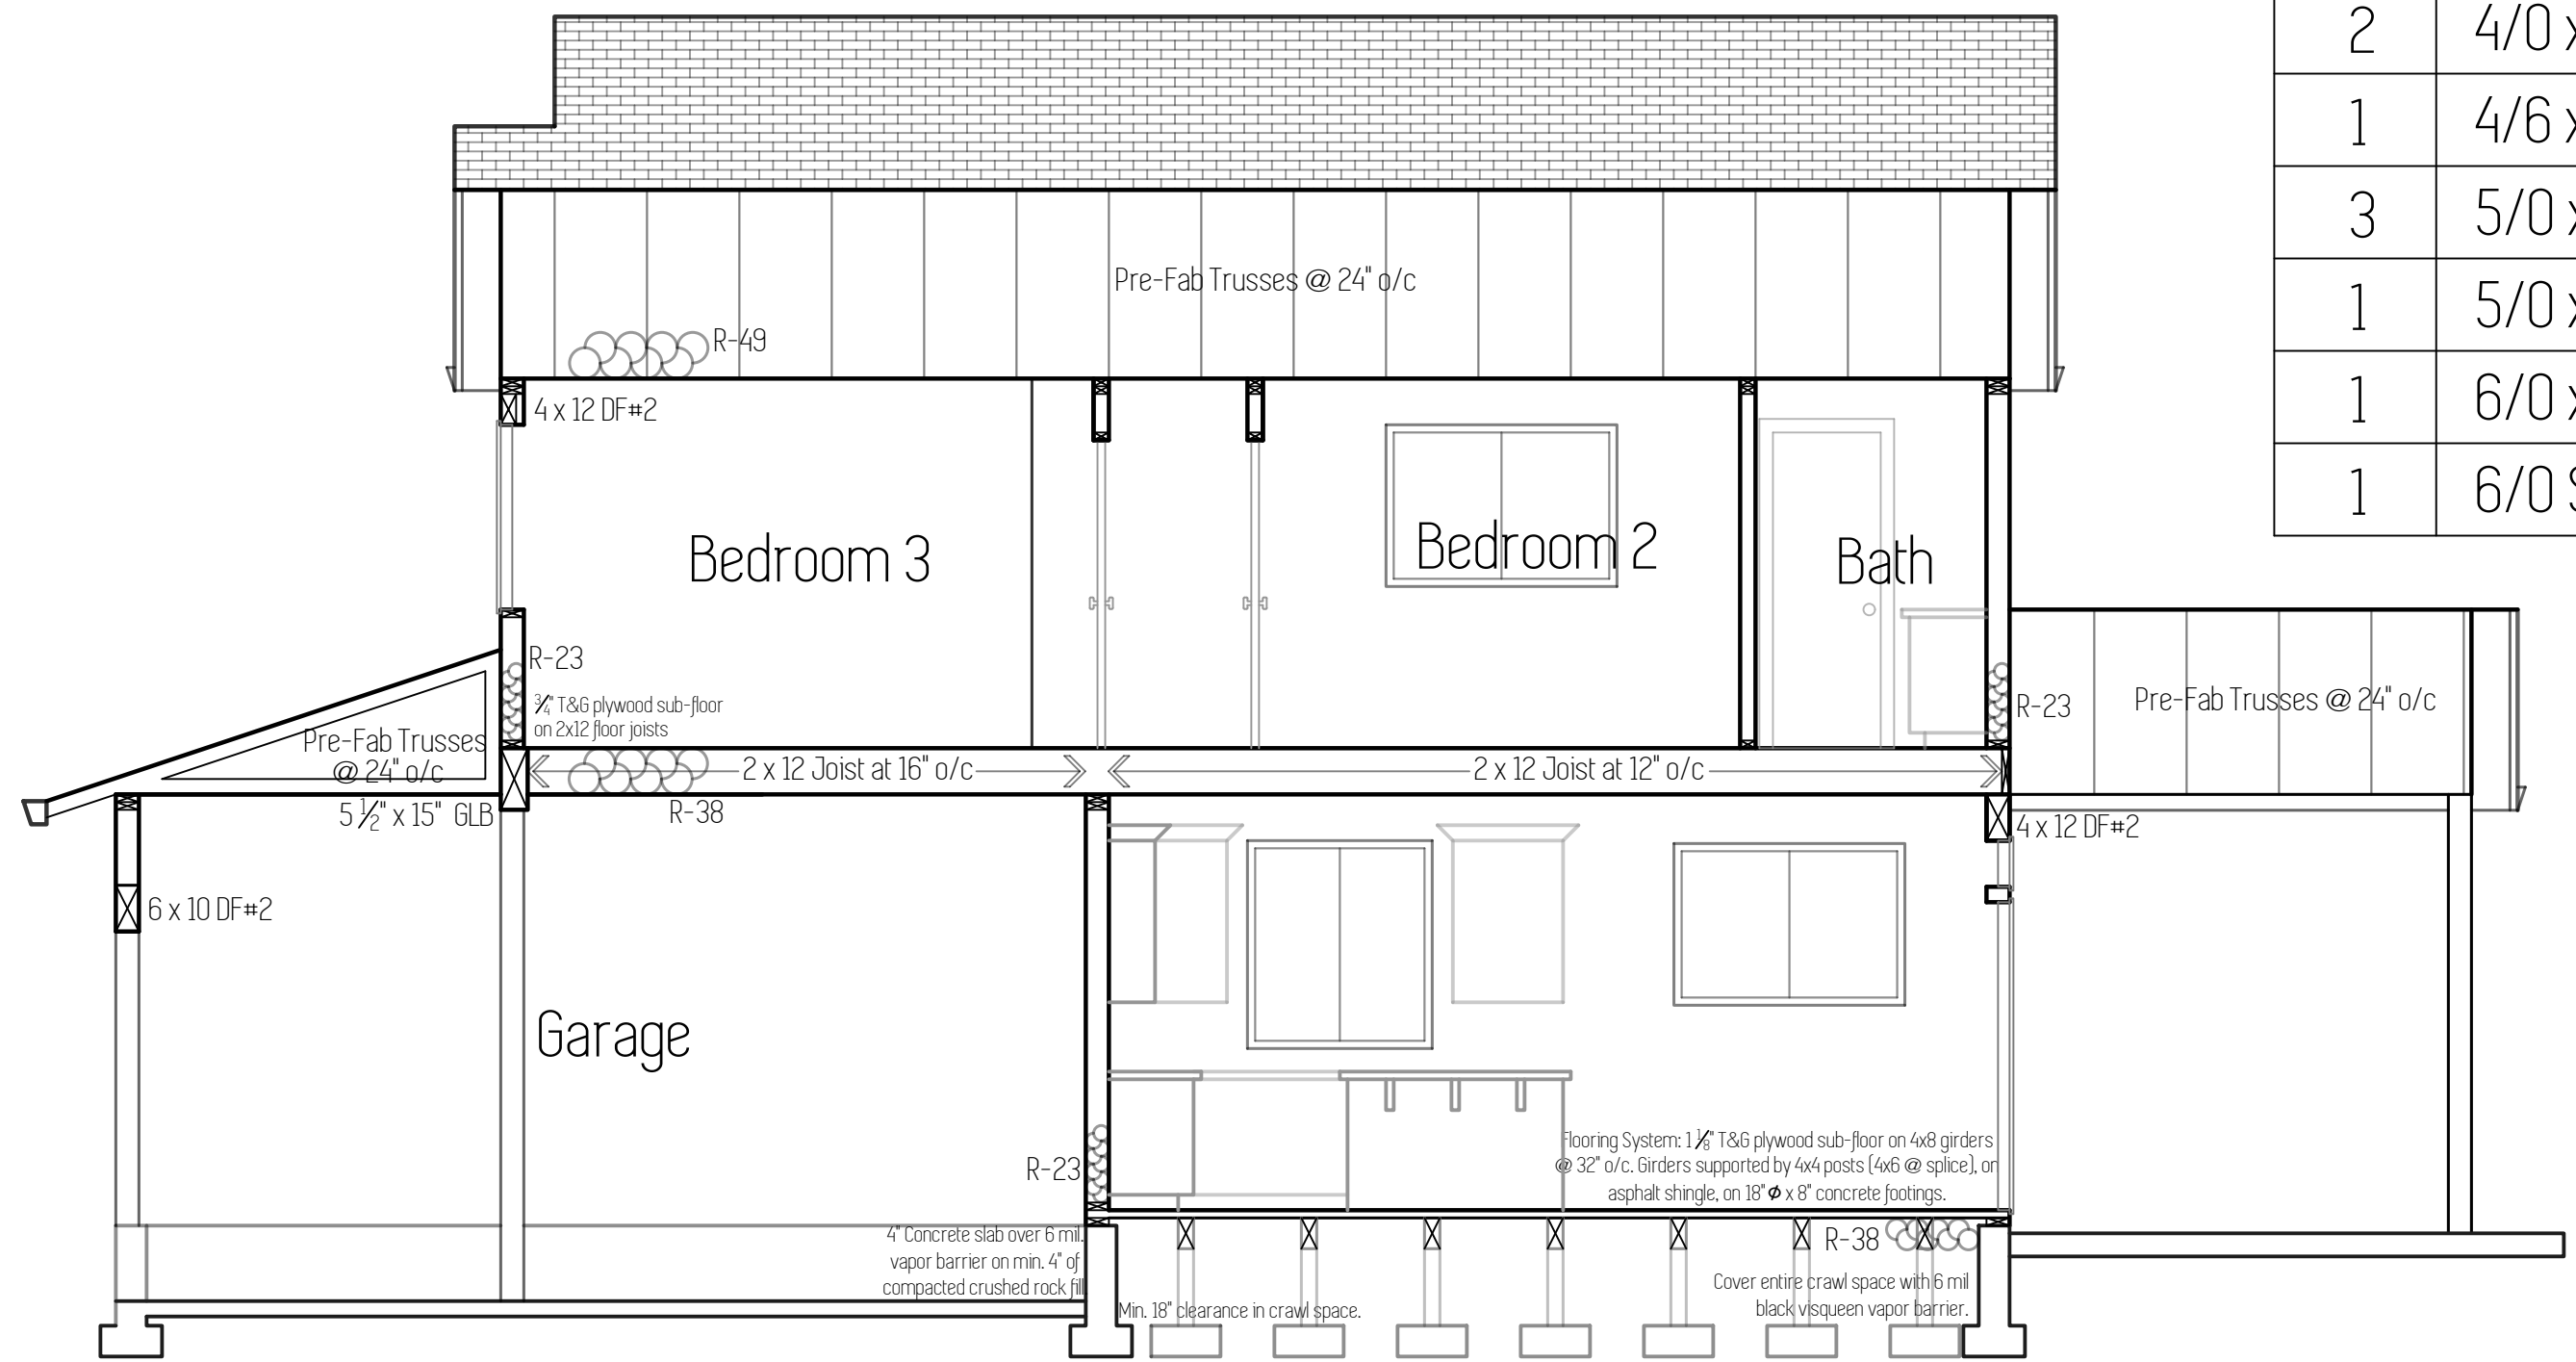 2 4/0 x
1 4/6 x
3 5/0 x
1 5/0 x
1 6/0 x
1 6/0 S
Pre-Fab Trusses @ 24" o/c
R-49
4 x 12 DF#2
Bedroom 3
Bedroom 2
Bath
R-23
¾" T&G plywood sub-floor
on 2x12 floor joists
R-23
Pre-Fab Trusses @ 24" o/c
Pre-Fab Trusses
@ 24" o/c
2 x 12 Joist at 16" o/c
2 x 12 Joist at 12" o/c
5 ½" x 15" GLB
R-38
4 x 12 DF#2
6 x 10 DF#2
Garage
R-23
Flooring System: 1 ⅛" T&G plywood sub-floor on 4x8 girders
@ 32" o/c. Girders supported by 4x4 posts (4x6 @ splice), on
asphalt shingle, on 18" Ø x 8" concrete footings.
4" Concrete slab over 6 mil.
vapor barrier on min. 4" of
compacted crushed rock fill
R-38
Cover entire crawl space with 6 mil
black visqueen vapor barrier.
Min. 18" clearance in crawl space.